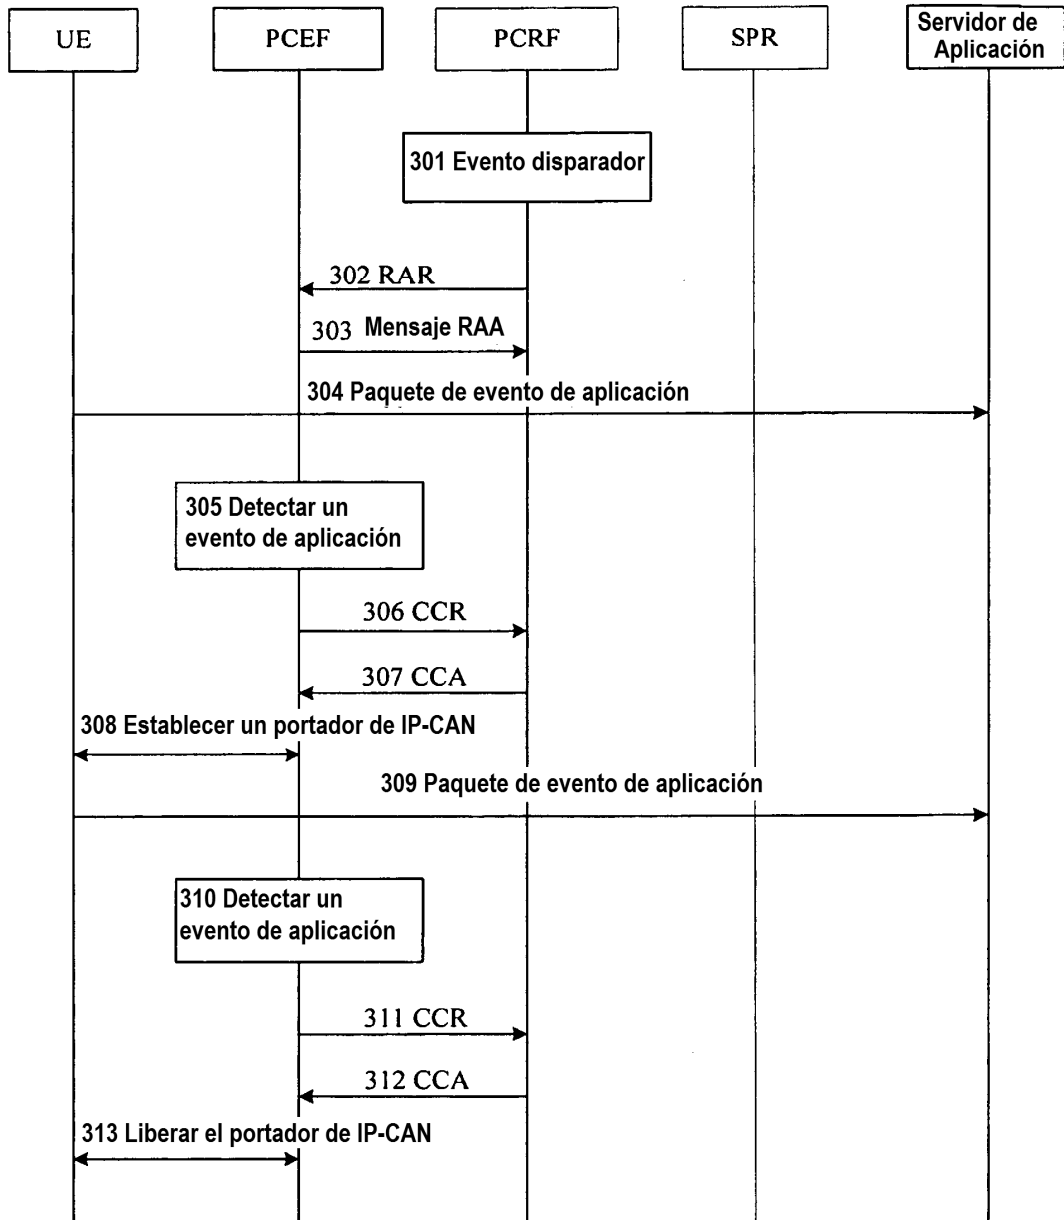 UE
PCEF
PCRF
SPR
Servidor de
Aplicación
301 Evento disparador
302 RAR
303 Mensaje RAA
304 Paquete de evento de aplicación
305 Detectar un
evento de aplicación
306 CCR
307 CCA
308 Establecer un portador de IP-CAN
309 Paquete de evento de aplicación
310 Detectar un
evento de aplicación
311 CCR
312 CCA
313 Liberar el portador de IP-CAN